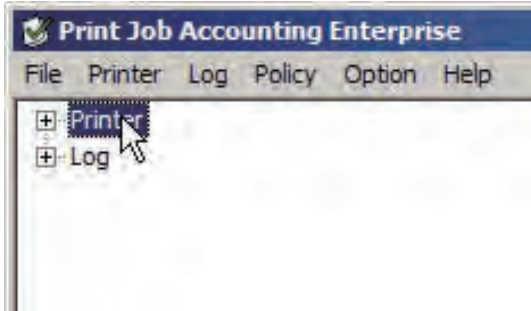 Print Job Accounting Enterprise
File Printer Log Policy Option Help
Printer
Log